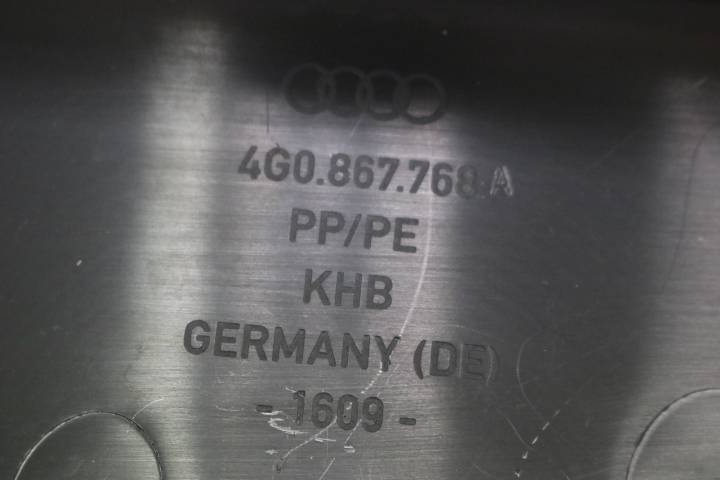 4G0.867.768.A
PP/PE
KHB
GERMANY (DE)
- 1609 -